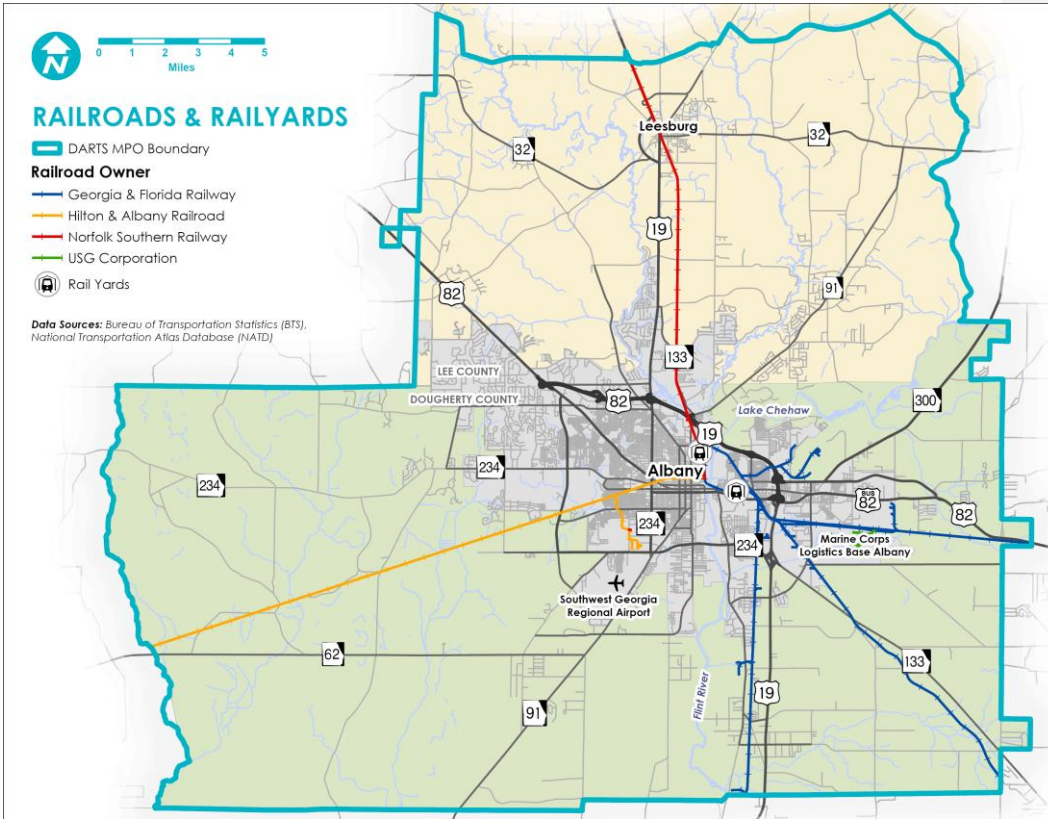 N
0 1 2 3 4 5
Miles
RAILROADS & RAILYARDS
DARTS MPO Boundary
Railroad Owner
Georgia & Florida Railway
Hilton & Albany Railroad
Norfolk Southern Railway
USG Corporation
Rail Yards
Data Sources: Bureau of Transportation Statistics (BTS),
National Transportation Atlas Database (NATD)
Leesburg
32
32
19
82
91
133
LEE COUNTY
DOUGHERTY COUNTY
82
300
Lake Chehaw
19
Albany
234
234
BUS
82
82
234
234
Marine Corps
Logistics Base Albany
Southwest Georgia
Regional Airport
62
133
Flint River
19
91